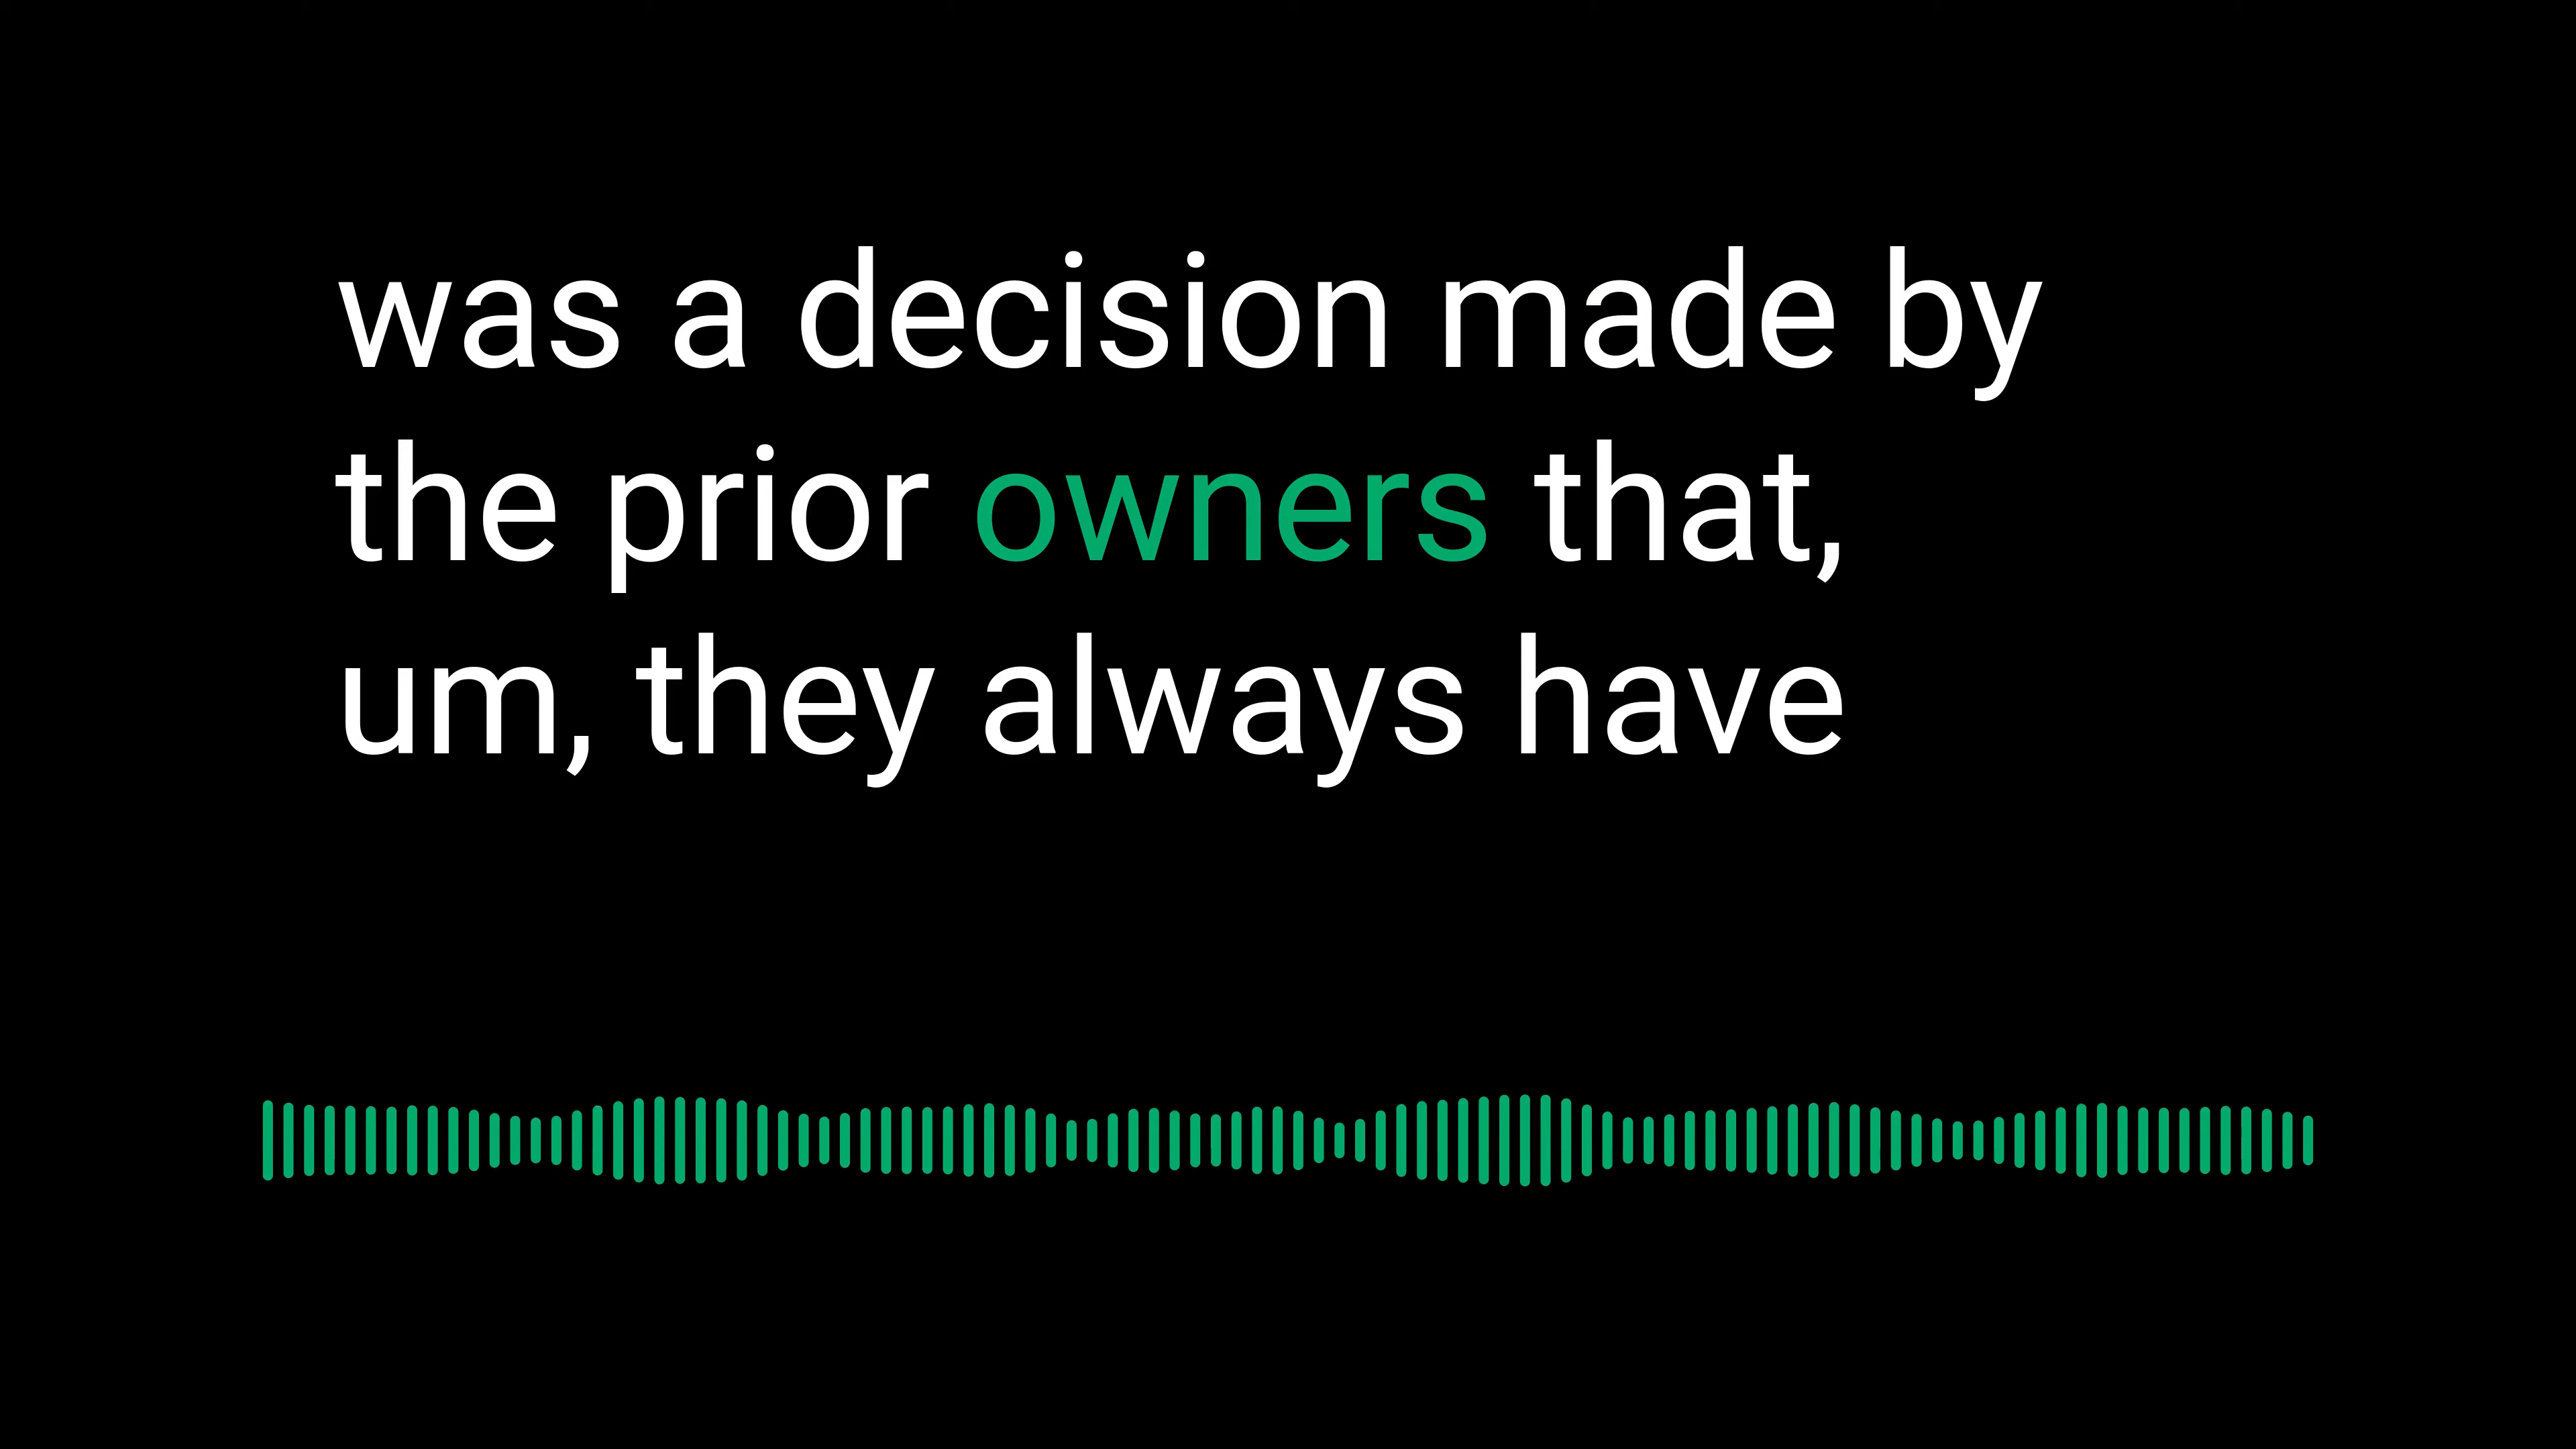 was a decision made by
the prior owners that,
um, they always have